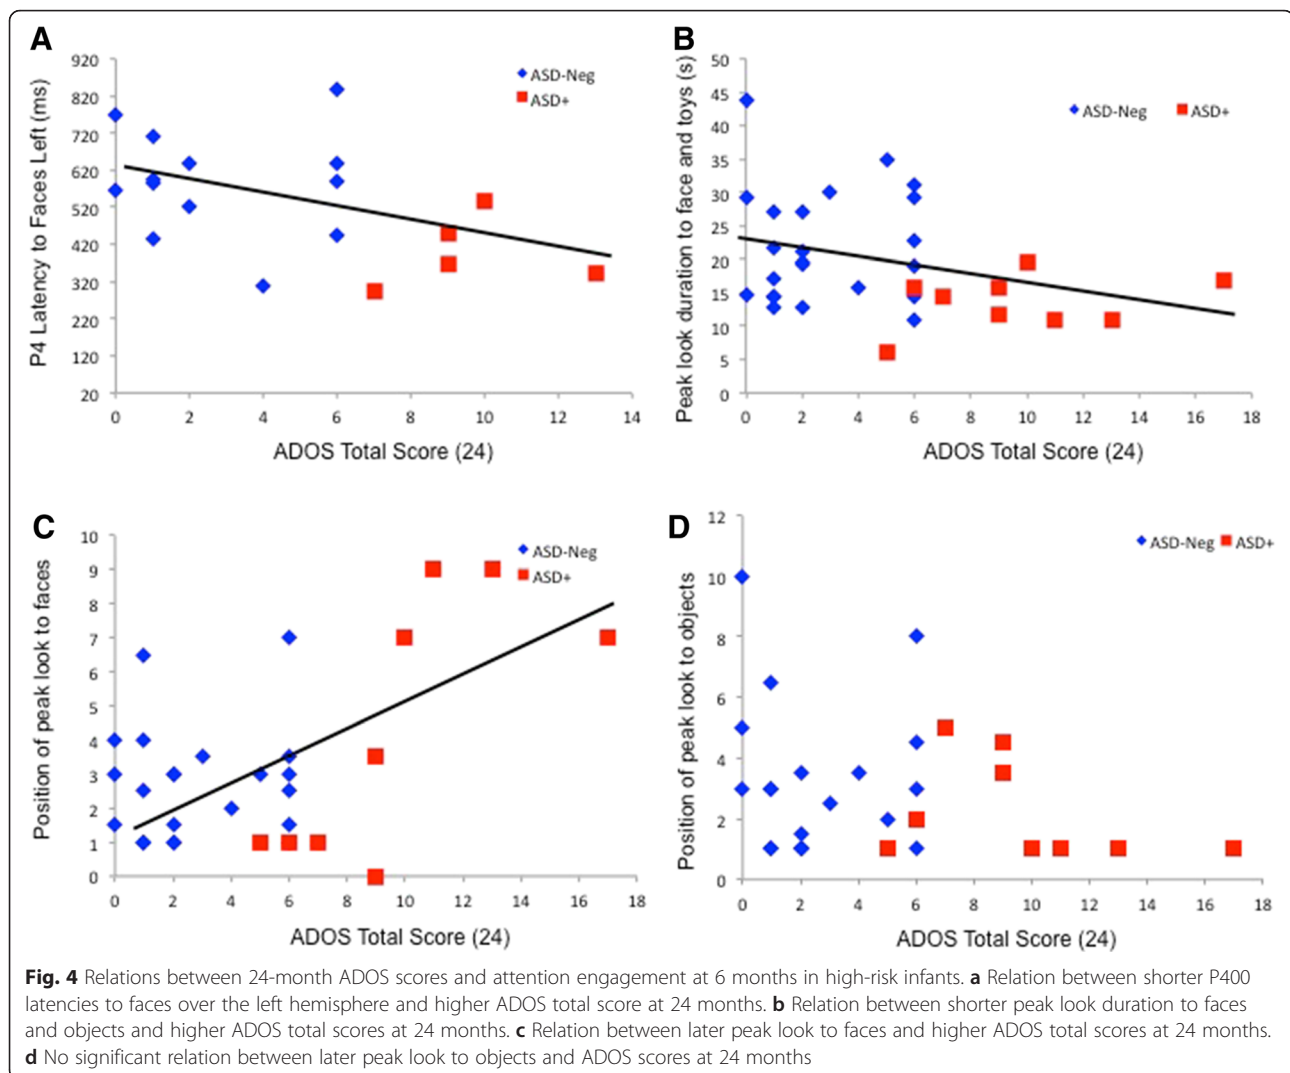 A
P4 Latency to Faces Left (ms)
920
820
720
620
520
420
320
220
120
20
0 2 4 6 8 10 12 14
ADOS Total Score (24)
ASD-Neg
ASD+
B
Peak look duration to face and toys (s)
50
45
40
35
30
25
20
15
10
5
0
0 2 4 6 8 10 12 14 16 18
ADOS Total Score (24)
ASD-Neg ASD+
C
Position of peak look to faces
10
9
8
7
6
5
4
3
2
1
0
0 2 4 6 8 10 12 14 16 18
ADOS Total Score (24)
ASD-Neg
ASD+
D
Position of peak look to objects
12
10
8
6
4
2
0
0 2 4 6 8 10 12 14 16 18
ADOS Total Score (24)
ASD-Neg ASD+
Fig. 4 Relations between 24-month ADOS scores and attention engagement at 6 months in high-risk infants. a Relation between shorter P400
latencies to faces over the left hemisphere and higher ADOS total score at 24 months. b Relation between shorter peak look duration to faces
and objects and higher ADOS total scores at 24 months. c Relation between later peak look to faces and higher ADOS total scores at 24 months.
d No significant relation between later peak look to objects and ADOS scores at 24 months